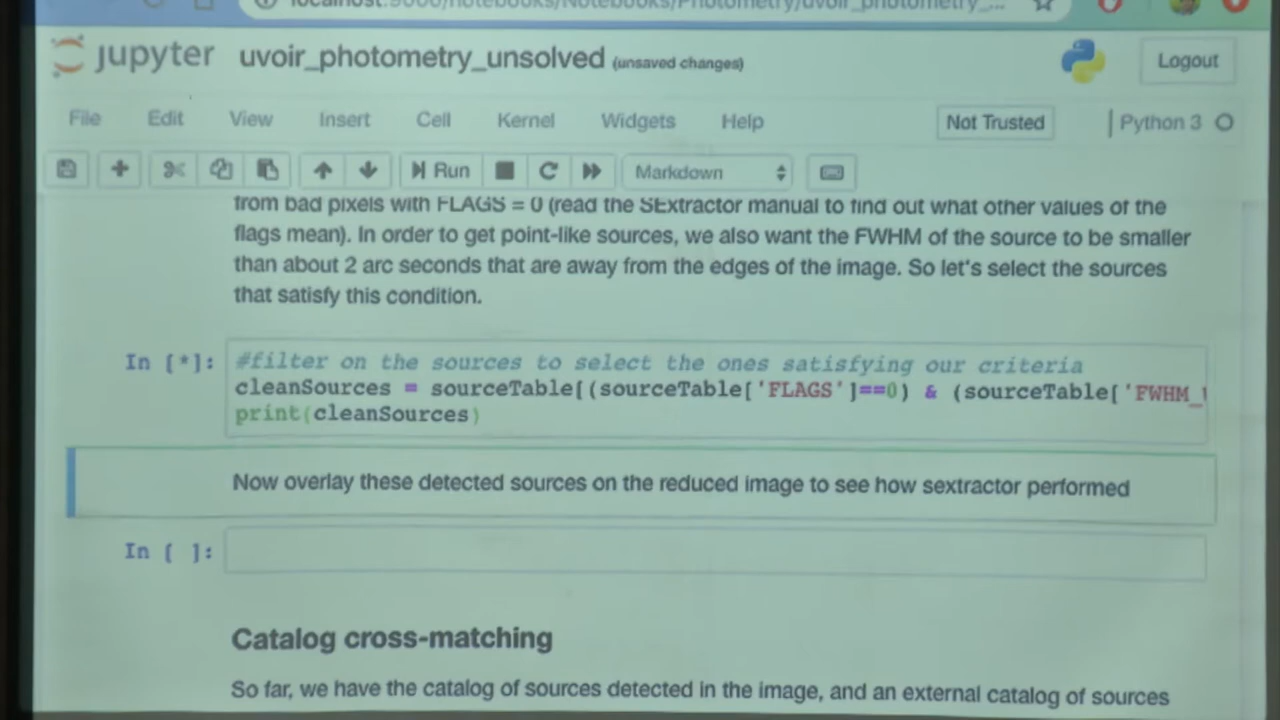 localhost:9000/notebooks/Notebooks/Photometry/uvoir_photometry_...
jupyter uvoir_photometry_unsolved (unsaved changes) Logout
File Edit View Insert Cell Kernel Widgets Help Not Trusted Python 3
Run Markdown
from bad pixels with FLAGS = 0 (read the SExtractor manual to find out what other values of the
flags mean). In order to get point-like sources, we also want the FWHM of the source to be smaller
than about 2 arc seconds that are away from the edges of the image. So let's select the sources
that satisfy this condition.
In [*]: #filter on the sources to select the ones satisfying our criteria
cleanSources = sourceTable[(sourceTable['FLAGS']==0) & (sourceTable['FWHM_
print(cleanSources)
Now overlay these detected sources on the reduced image to see how sextractor performed
In [ ]:
Catalog cross-matching
So far, we have the catalog of sources detected in the image, and an external catalog of sources